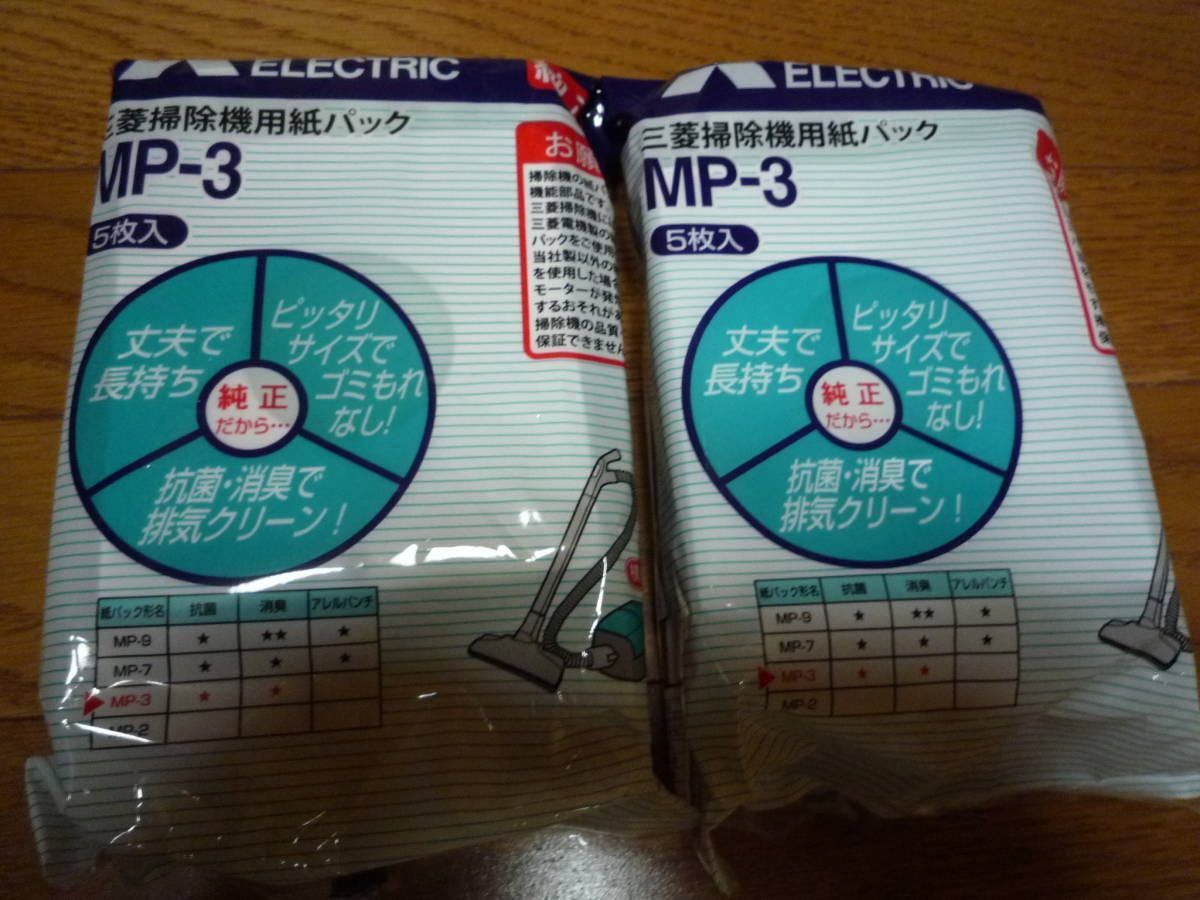 ELECTRIC
三菱掃除機用紙パック
MP-3
5枚入
お願
掃除機の紙パ
機能部品です
三菱掃除機に
三菱電機製の
パックをご使用
当社製以外の
を使用した場合
モーターが発
するおそれがあ
掃除機の品質
保証できません
丈夫で
長持ち
ピッタリ
サイズで
ゴミもれ
なし!
純正
だから…
抗菌・消臭で
排気クリーン!
紙パック形名 抗菌 消臭 アレルパンチ
MP-9 ★ ★★ ★
MP-7 ★ ★ ★
MP-3 ★ ★
MP-2
ELECTRIC
三菱掃除機用紙パック
MP-3
5枚入
丈夫で
長持ち
ピッタリ
サイズで
ゴミもれ
なし!
純正
だから…
抗菌・消臭で
排気クリーン!
紙パック形名 抗菌 消臭 アレルパンチ
MP-9 ★ ★★ ★
MP-7 ★ ★ ★
MP-3 ★ ★
MP-2